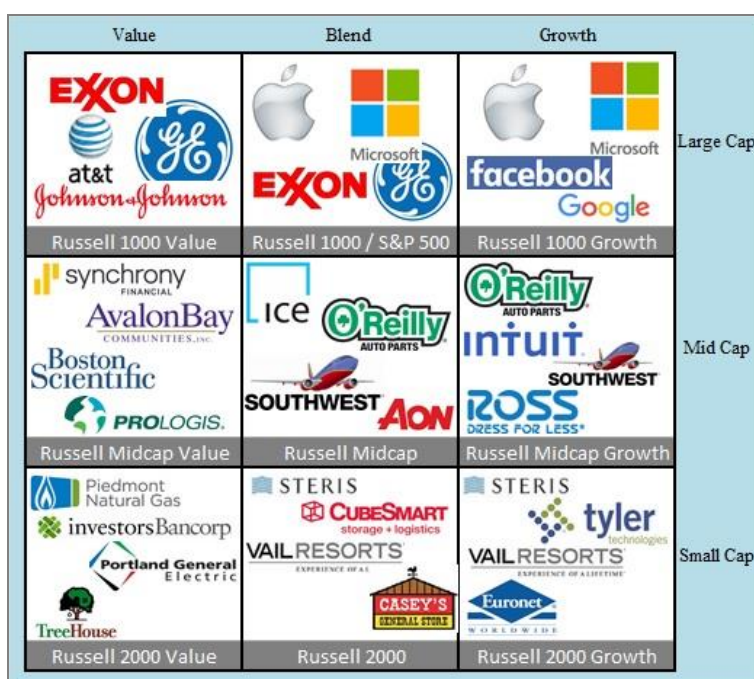 Value
Blend
Growth
EXXON
GE
at&t
Johnson & Johnson
Russell 1000 Value
Microsoft
EXXON
GE
Russell 1000 / S&P 500
Microsoft
facebook
Google
Russell 1000 Growth
Large Cap
synchrony
FINANCIAL
AvalonBay
COMMUNITIES, INC.
Boston
Scientific
PROLOGIS.
Russell Midcap Value
ice
O'Reilly
AUTO PARTS
SOUTHWEST
AON
Russell Midcap
O'Reilly
AUTO PARTS
intuit
SOUTHWEST
ROSS
DRESS FOR LESS
Russell Midcap Growth
Mid Cap
Piedmont
Natural Gas
investorsBancorp
Portland General
Electric
TreeHouse
Russell 2000 Value
STERIS
CUBESMART
storage + logistics
VAILRESORTS
EXPERIENCE OF A L
CASEY'S
GENERAL STORE
Russell 2000
STERIS
tyler
technologies
VAILRESORTS
EXPERIENCE OF A LIFETIME
Euronet
WORLDWIDE
Russell 2000 Growth
Small Cap